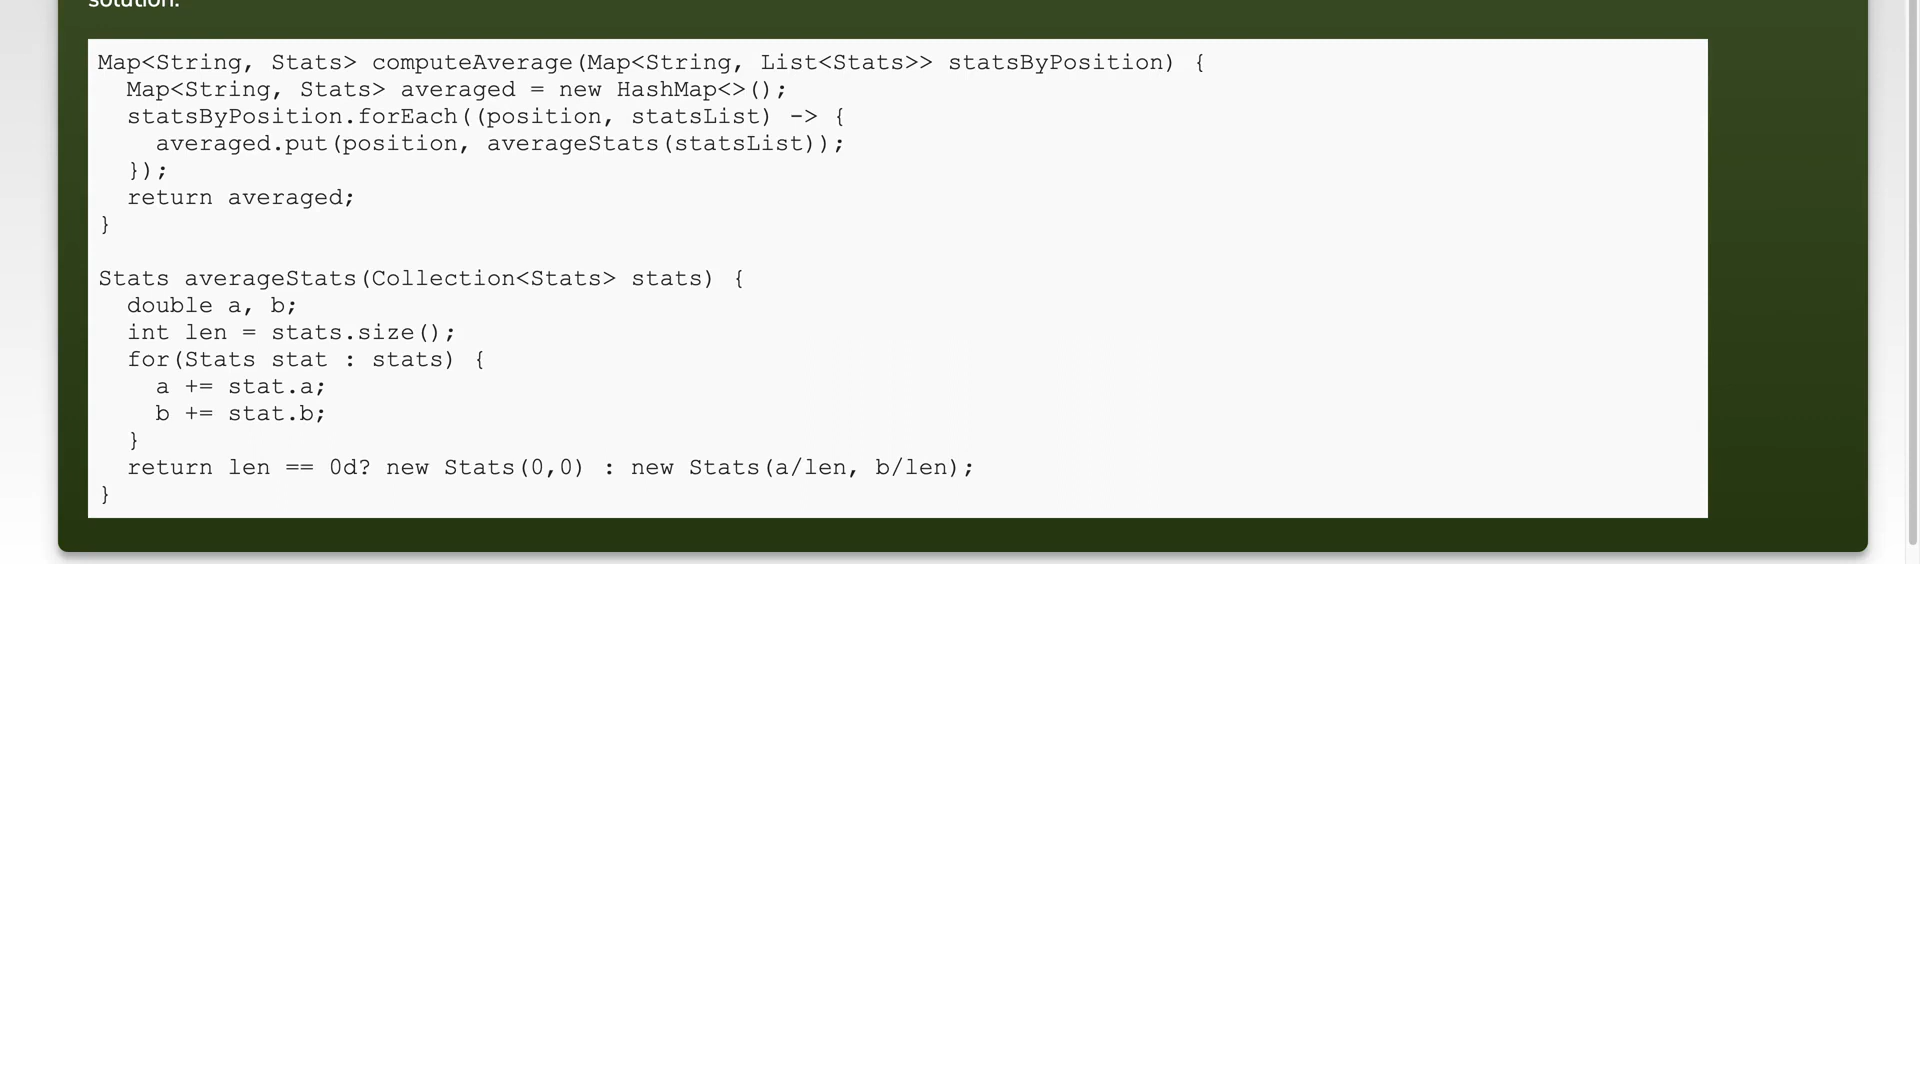 solution.
Map<String, Stats> computeAverage(Map<String, List<Stats>> statsByPosition) {
  Map<String, Stats> averaged = new HashMap<>();
  statsByPosition.forEach((position, statsList) -> {
    averaged.put(position, averageStats(statsList));
  });
  return averaged;
}

Stats averageStats(Collection<Stats> stats) {
  double a, b;
  int len = stats.size();
  for(Stats stat : stats) {
    a += stat.a;
    b += stat.b;
  }
  return len == 0d? new Stats(0,0) : new Stats(a/len, b/len);
}